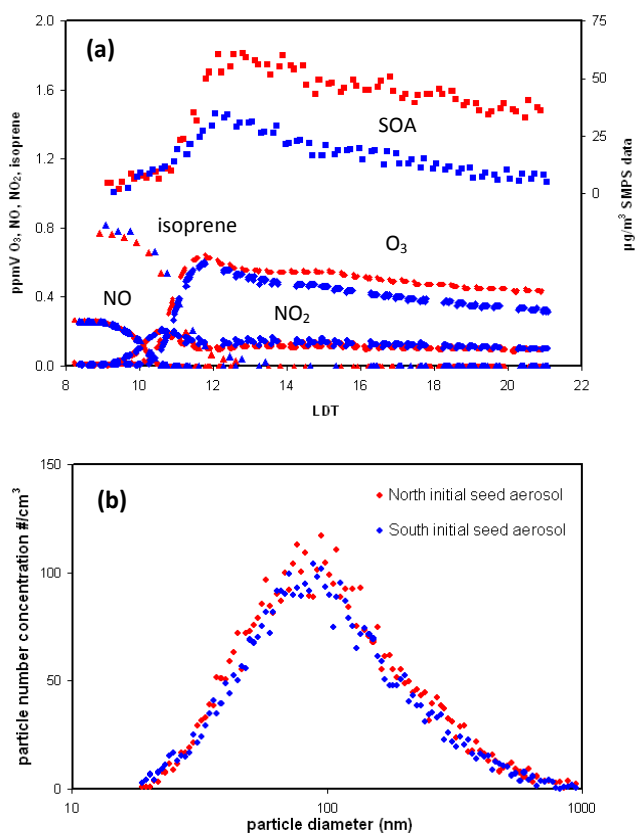 (a)
2.0
1.6
1.2
0.8
0.4
0.0
ppmV O3, NO, NO2, isoprene
75
50
25
0
µg/m3 SMPS data
SOA
isoprene
O3
NO
NO2
8 10 12 14 16 18 20 22
LDT
(b)
150
100
50
0
particle number concentration #/cm3
North initial seed aerosol
South initial seed aerosol
10 100 1000
particle diameter (nm)